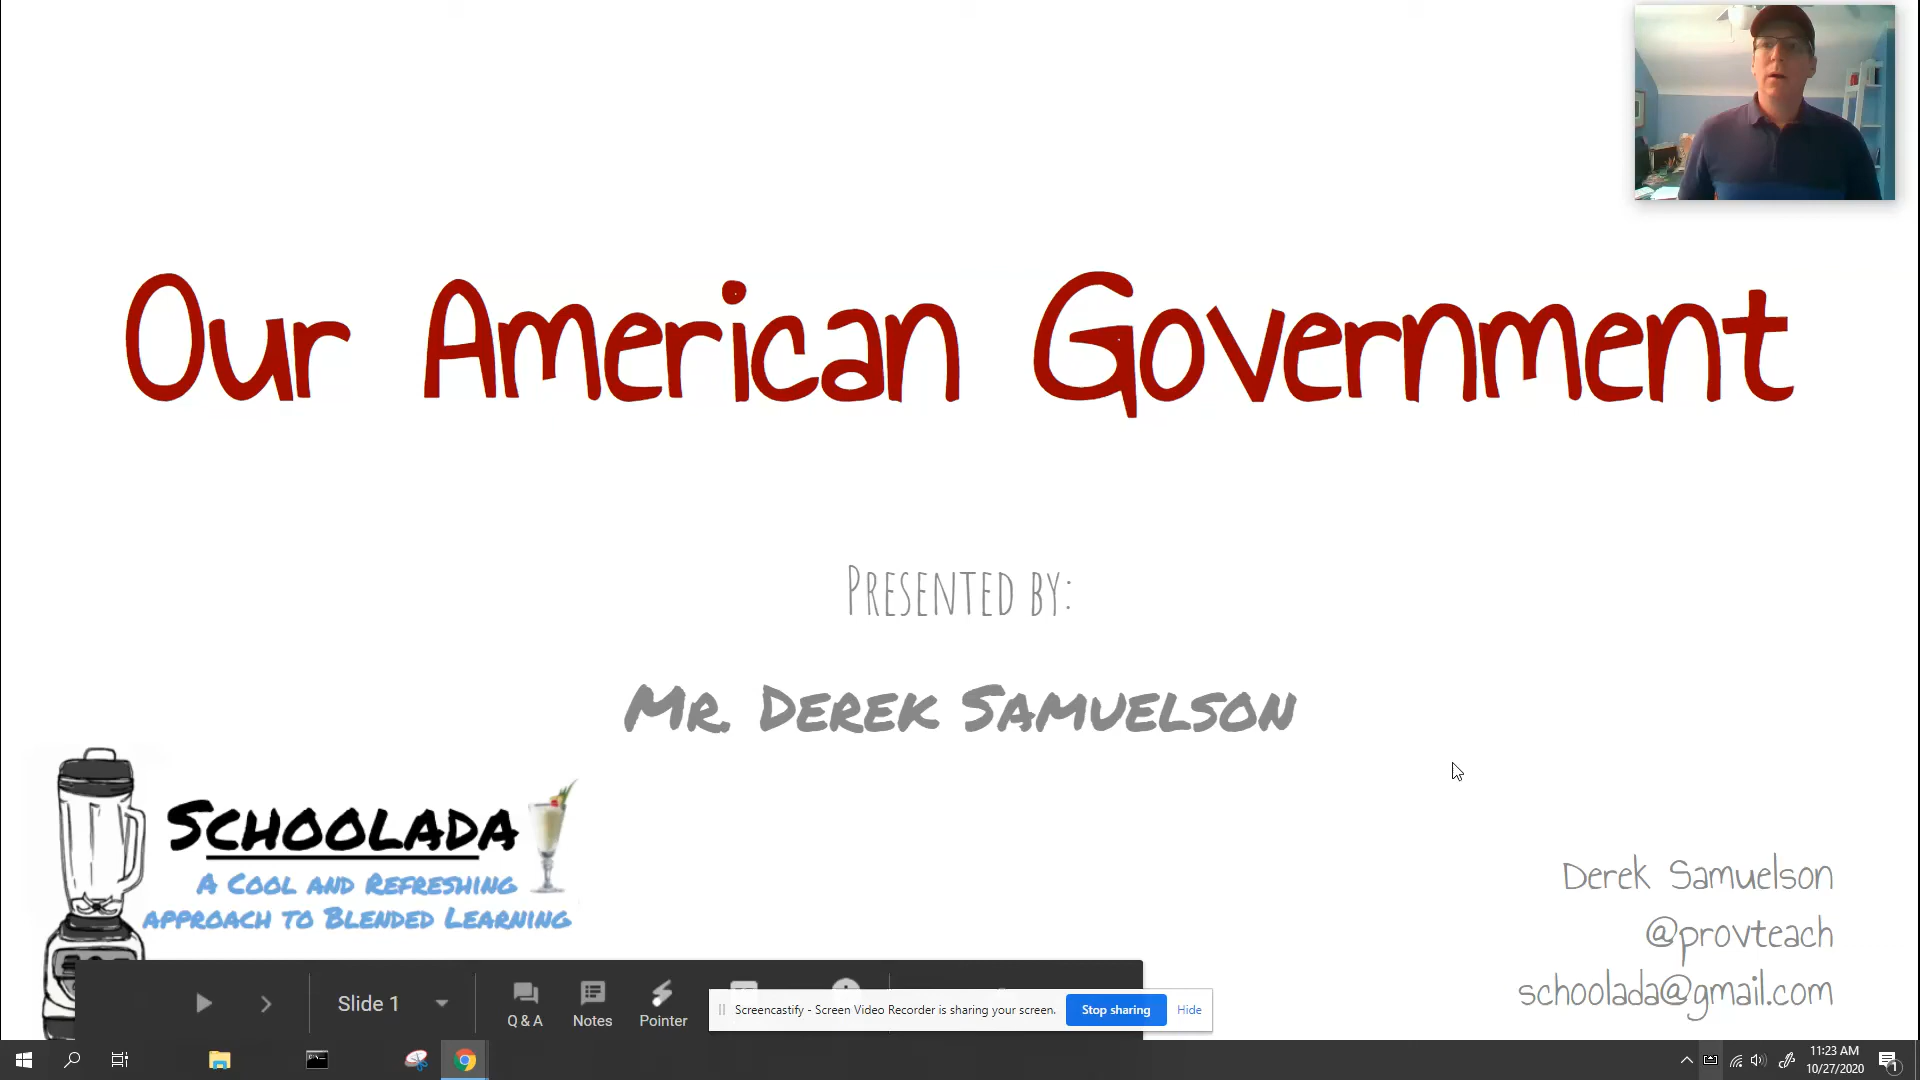 Our American Government
PRESENTED BY:
MR. DEREK SAMUELSON
SCHOOLADA
A COOL AND REFRESHING
APPROACH TO BLENDED LEARNING
Derek Samuelson
@provteach
schoolada@gmail.com
Slide 1
Q & A
Notes
Pointer
Screencastify - Screen Video Recorder is sharing your screen.
Stop sharing
Hide
11:23 AM
10/27/2020
1